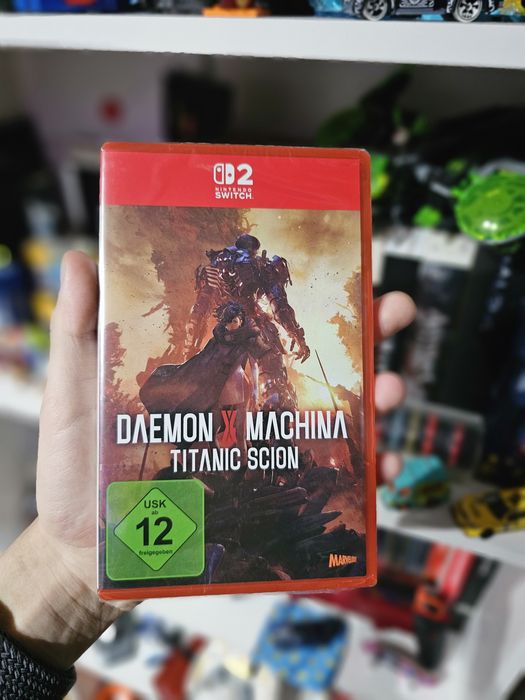 2
NINTENDO
SWITCH
DAEMON X MACHINA
TITANIC SCION
USK
ab
12
freigegeben
MARVELOUS